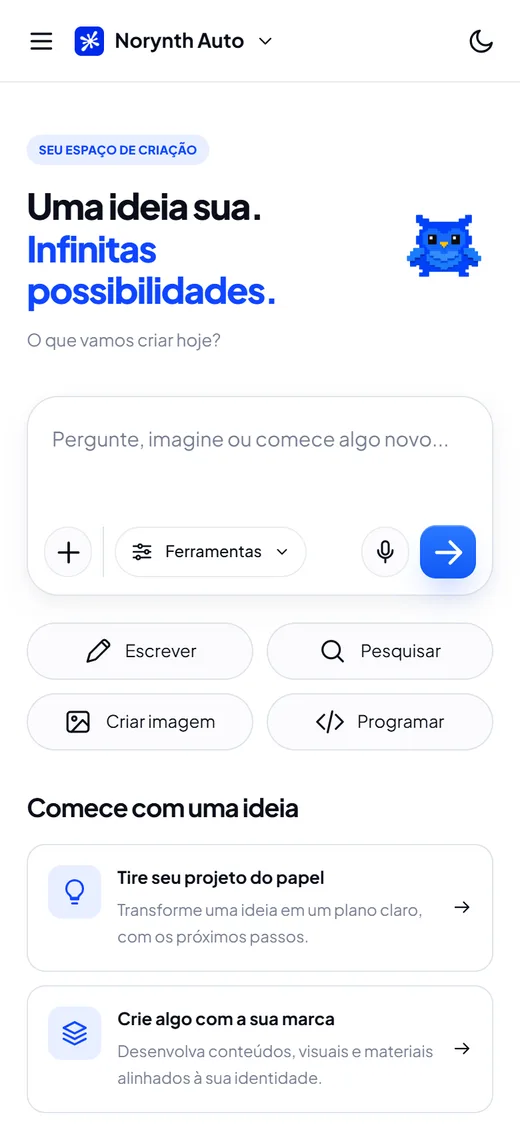 Norynth Auto
SEU ESPAÇO DE CRIAÇÃO
Uma ideia sua.
Infinitas
possibilidades.
O que vamos criar hoje?
Pergunte, imagine ou comece algo novo...
Ferramentas
Escrever
Pesquisar
Criar imagem
Programar
Comece com uma ideia
Tire seu projeto do papel
Transforme uma ideia em um plano claro,
com os próximos passos.
Crie algo com a sua marca
Desenvolva conteúdos, visuais e materiais
alinhados à sua identidade.